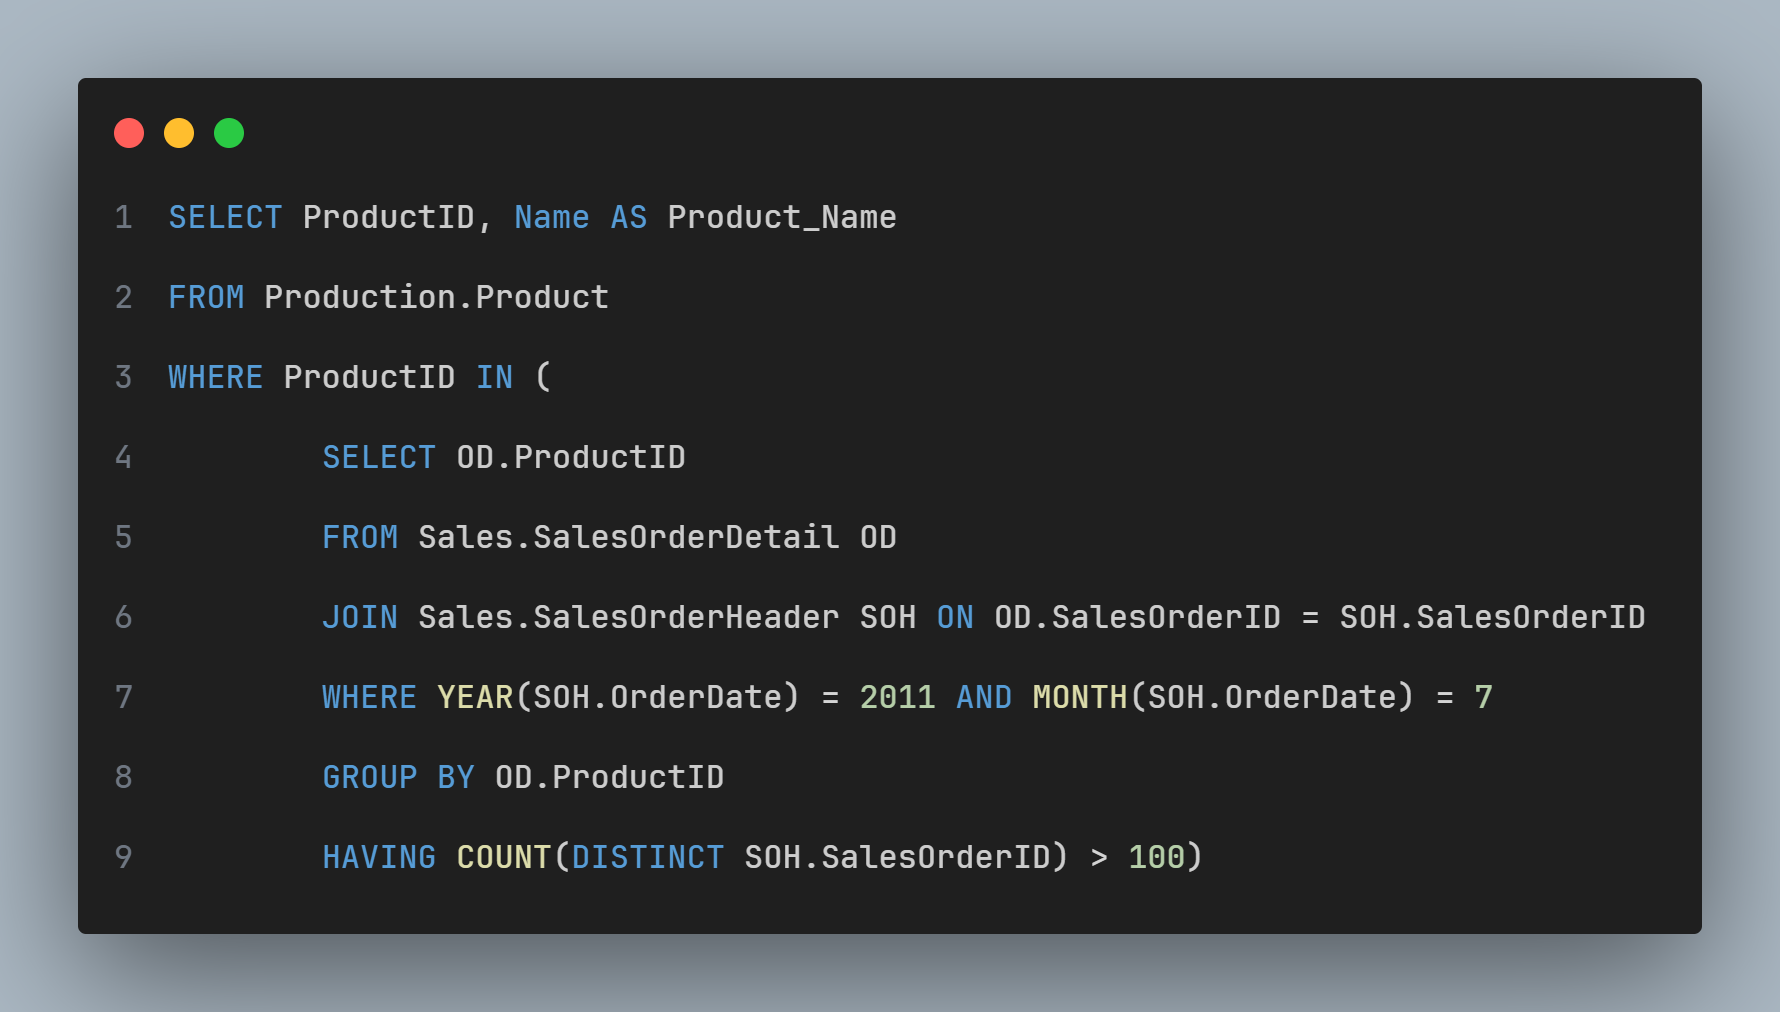 1 SELECT ProductID, Name AS Product_Name
2 FROM Production.Product
3 WHERE ProductID IN (
4 SELECT OD.ProductID
5 FROM Sales.SalesOrderDetail OD
6 JOIN Sales.SalesOrderHeader SOH ON OD.SalesOrderID = SOH.SalesOrderID
7 WHERE YEAR(SOH.OrderDate) = 2011 AND MONTH(SOH.OrderDate) = 7
8 GROUP BY OD.ProductID
9 HAVING COUNT(DISTINCT SOH.SalesOrderID) > 100)